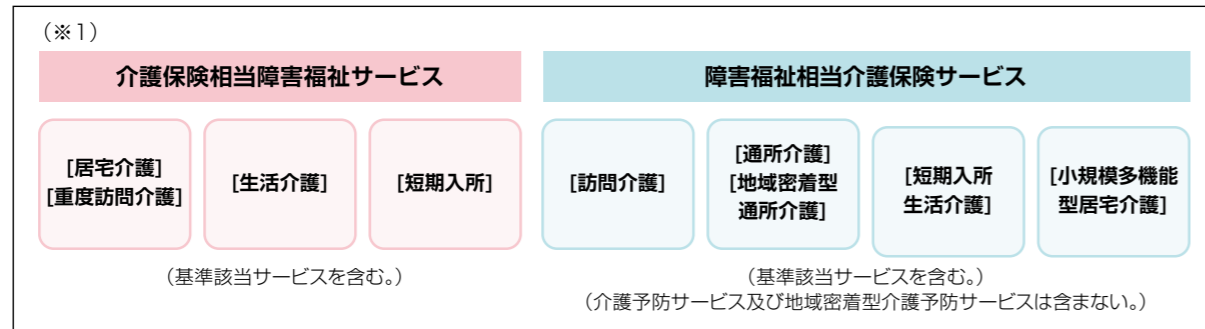 （※1）
介護保険相当障害福祉サービス
[居宅介護]
[重度訪問介護]
[生活介護]
[短期入所]
（基準該当サービスを含む。）
障害福祉相当介護保険サービス
[訪問介護]
[通所介護]
[地域密着型
通所介護]
[短期入所
生活介護]
[小規模多機能
型居宅介護]
（基準該当サービスを含む。）
（介護予防サービス及び地域密着型介護予防サービスは含まない。）